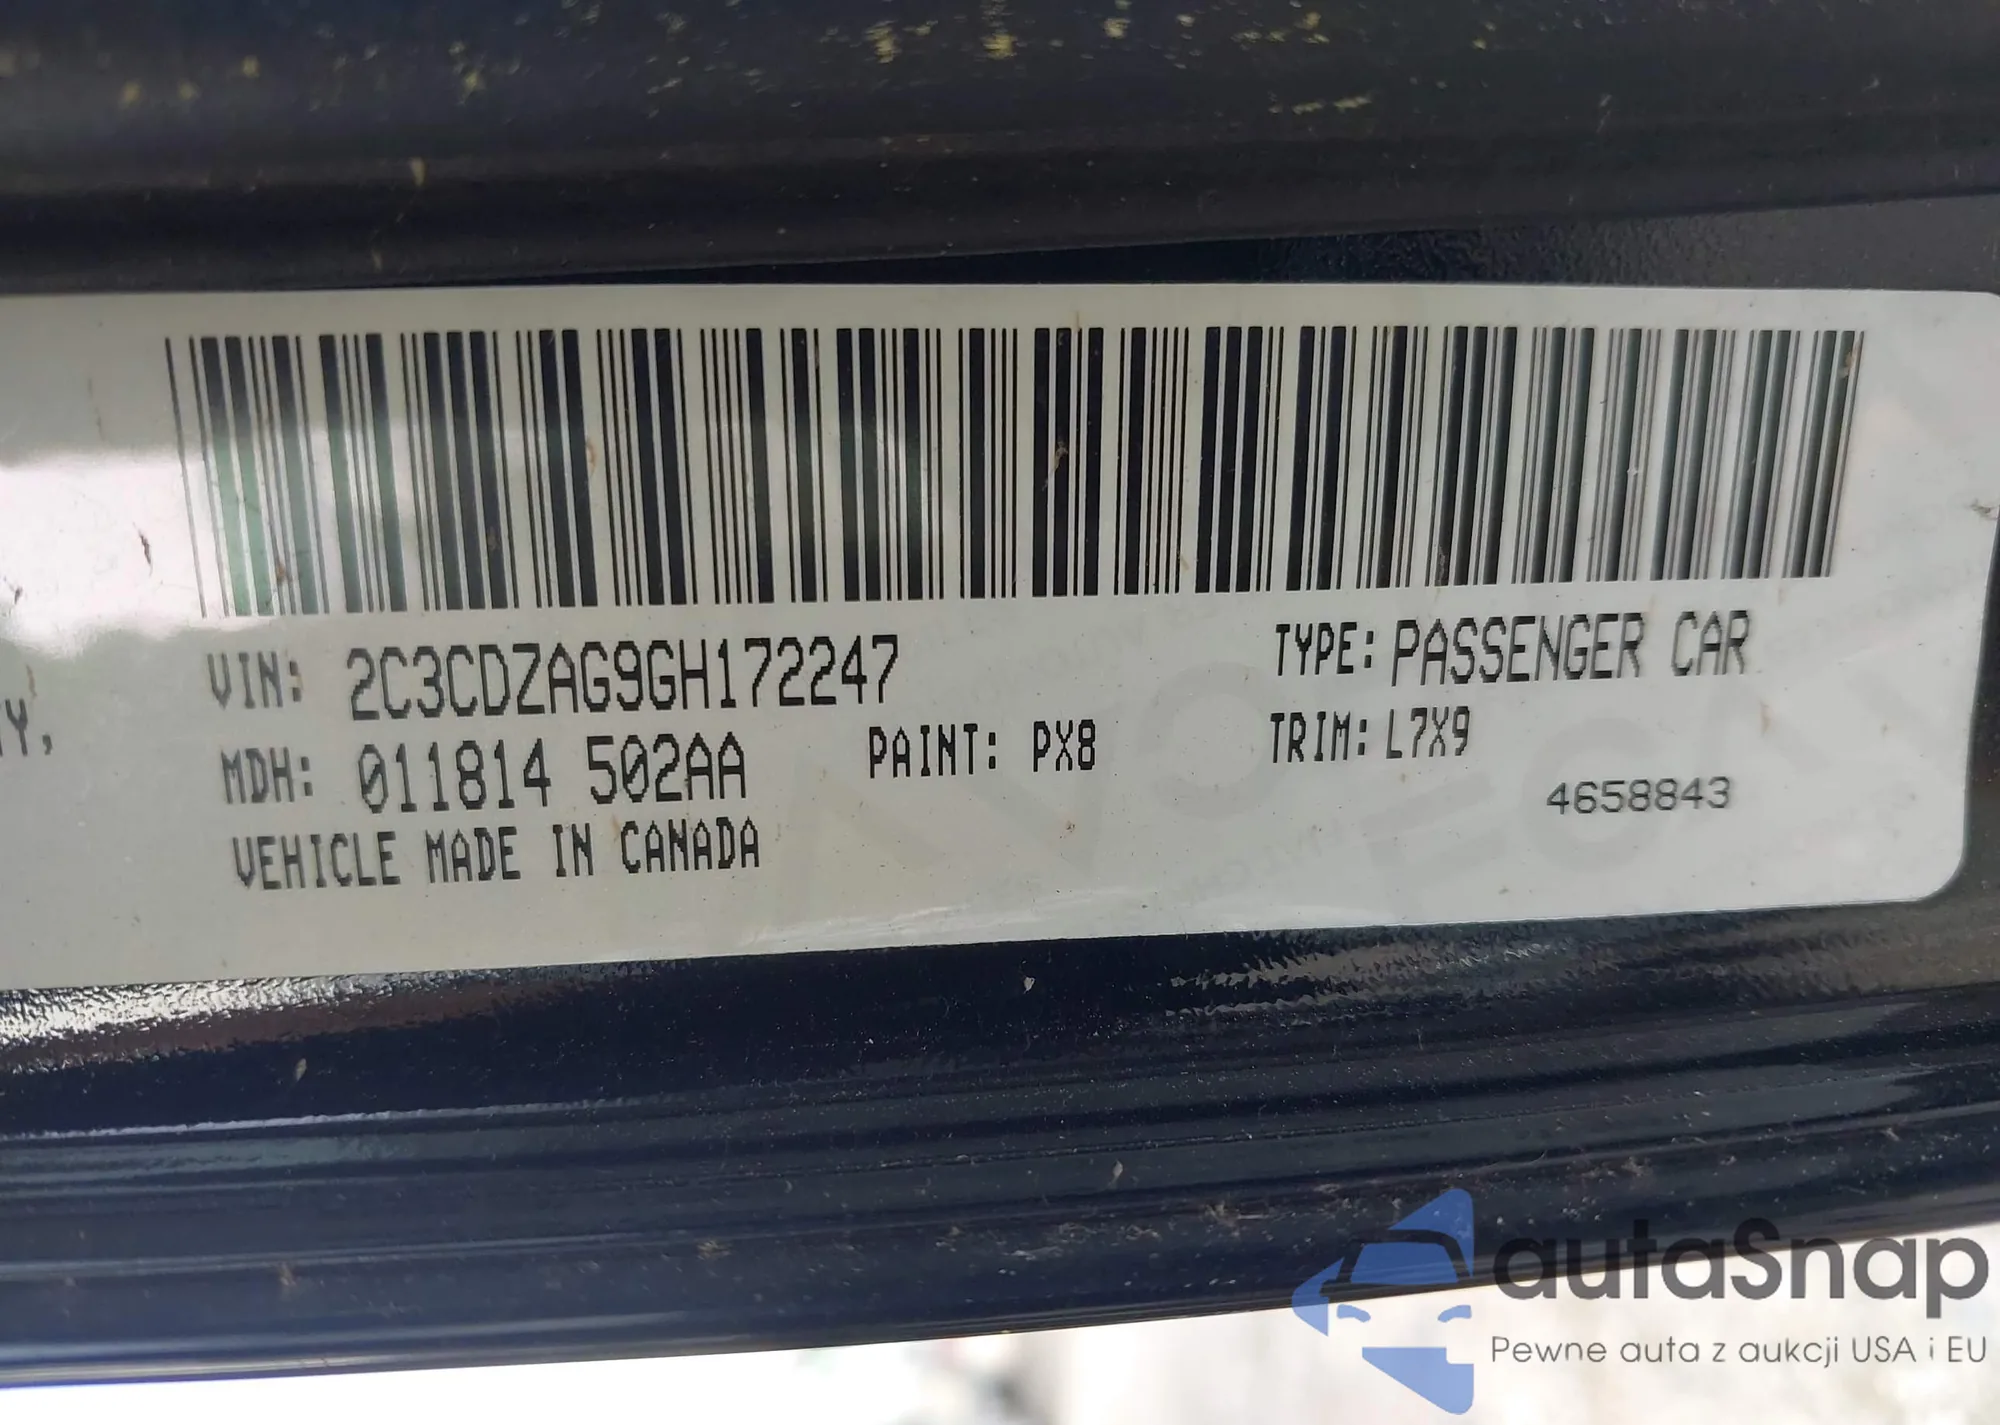 VIN: 2C3CDZAG9GH172247
TYPE: PASSENGER CAR
MDH: 011814 502AA
PAINT: PX8
TRIM: L7X9
4658843
VEHICLE MADE IN CANADA
autaSnap
Pewne auta z aukcji USA i EU